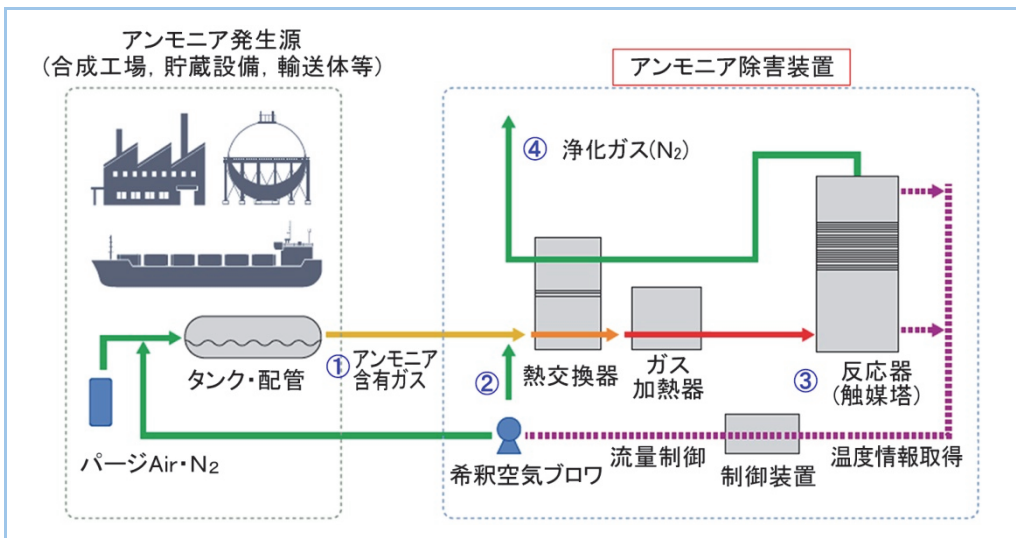 アンモニア発生源
（合成工場，貯蔵設備，輸送体等）
アンモニア除害装置
④ 浄化ガス(N₂)
タンク・配管
① アンモニア
含有ガス
②
熱交換器
ガス
加熱器
③ 反応器
(触媒塔)
パージAir・N₂
希釈空気ブロワ
流量制御
制御装置
温度情報取得